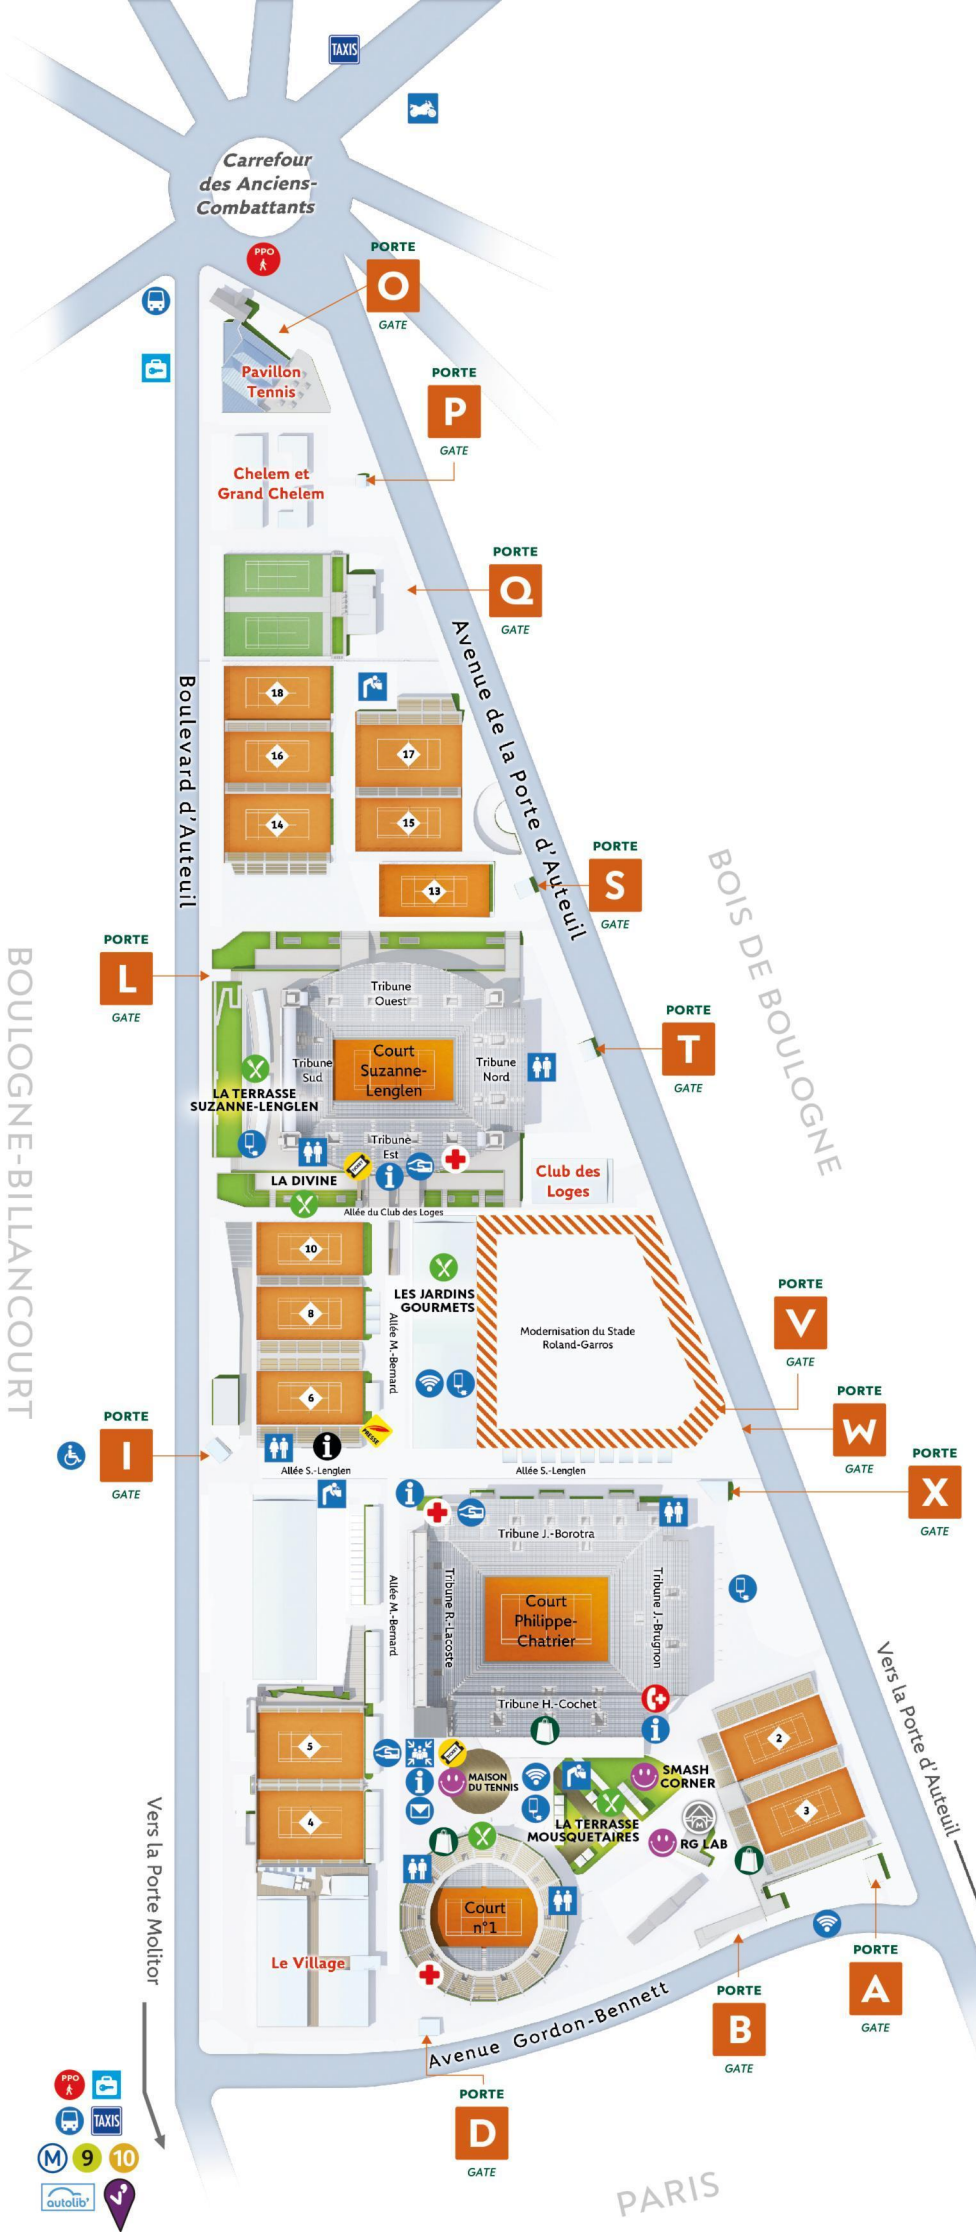 TAXIS
Carrefour
des Anciens-
Combattants
PPO
PORTE
O
GATE
Pavillon
Tennis
PORTE
P
GATE
Chelem et
Grand Chelem
PORTE
Q
GATE
Avenue de la Porte d'Auteuil
Boulevard d'Auteuil
18
16
17
14
15
13
PORTE
S
GATE
BOIS DE BOULOGNE
BOULOGNE-BILLANCOURT
PORTE
L
GATE
Tribune
Ouest
Court
Suzanne-
Lenglen
Tribune
Sud
Tribune
Nord
PORTE
T
GATE
LA TERRASSE
SUZANNE-LENGLEN
Tribune
Est
TICKET
i
LA DIVINE
Club des
Loges
Allée du Club des Loges
10
8
6
LES JARDINS
GOURMETS
Allée M.-Bernard
Modernisation du Stade
Roland-Garros
PORTE
V
GATE
PORTE
W
GATE
PORTE
X
GATE
PORTE
I
GATE
PRESSE
i
Allée S.-Lenglen
Allée S.-Lenglen
i
Tribune J.-Borotra
Tribune R.-Lacoste
Court
Philippe-
Chatrier
Tribune J.-Brugnon
Tribune H.-Cochet
Allée M.-Bernard
i
5
4
2
3
TICKET
i
MAISON
DU TENNIS
SMASH
CORNER
LA TERRASSE
MOUSQUETAIRES
M
RG LAB
Court
n°1
Le Village
Vers la Porte d'Auteuil
Vers la Porte Molitor
Avenue Gordon-Bennett
PORTE
A
GATE
PORTE
B
GATE
PORTE
D
GATE
PPO
TAXIS
M
9
10
autolib'
PARIS